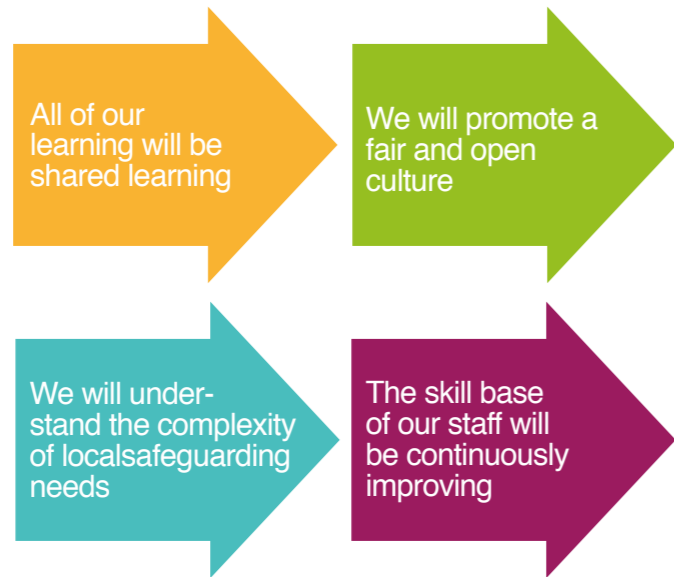 All of our
learning will be
shared learning
We will promote a
fair and open
culture
We will under-
stand the complexity
of localsafeguarding
needs
The skill base
of our staff will
be continuously
improving